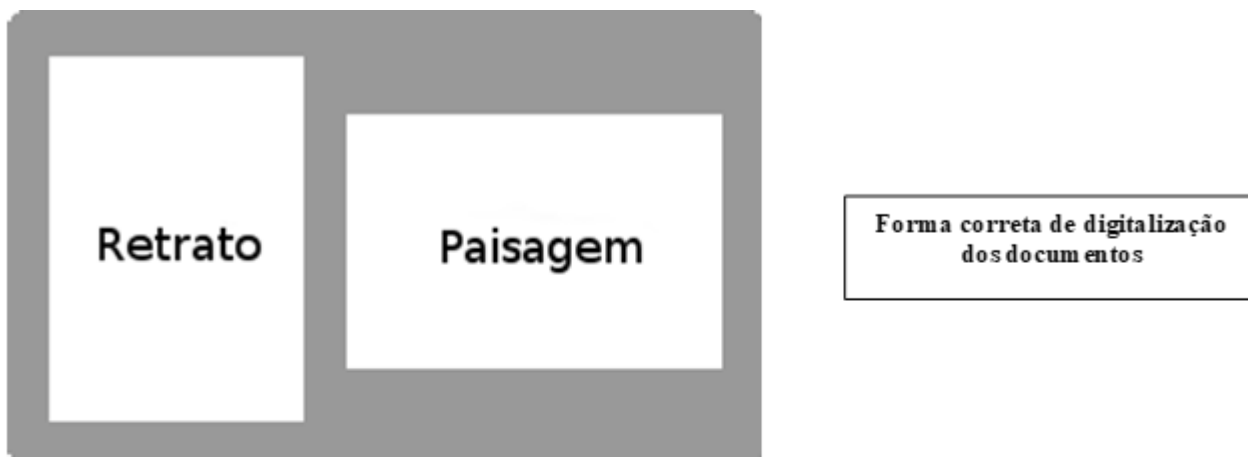 Retrato
Paisagem
Forma correta de digitalização
dos documentos